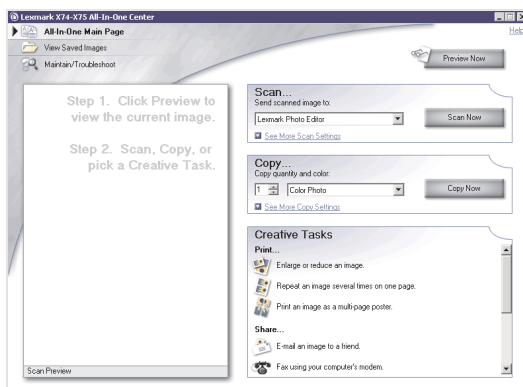 Lexmark X74-X75 All-In-One Center
All-In-One Main Page
Help
View Saved Images
Maintain/Troubleshoot
Preview Now
Step 1. Click Preview to
view the current image.
Step 2. Scan, Copy, or
pick a Creative Task.
Scan Preview
Scan...
Send scanned image to:
Lexmark Photo Editor
Scan Now
See More Scan Settings
Copy...
Copy quantity and color:
1
Color Photo
Copy Now
See More Copy Settings
Creative Tasks
Print...
Enlarge or reduce an image.
Repeat an image several times on one page.
Print an image as a multi-page poster.
Share...
E-mail an image to a friend.
Fax using your computer's modem.